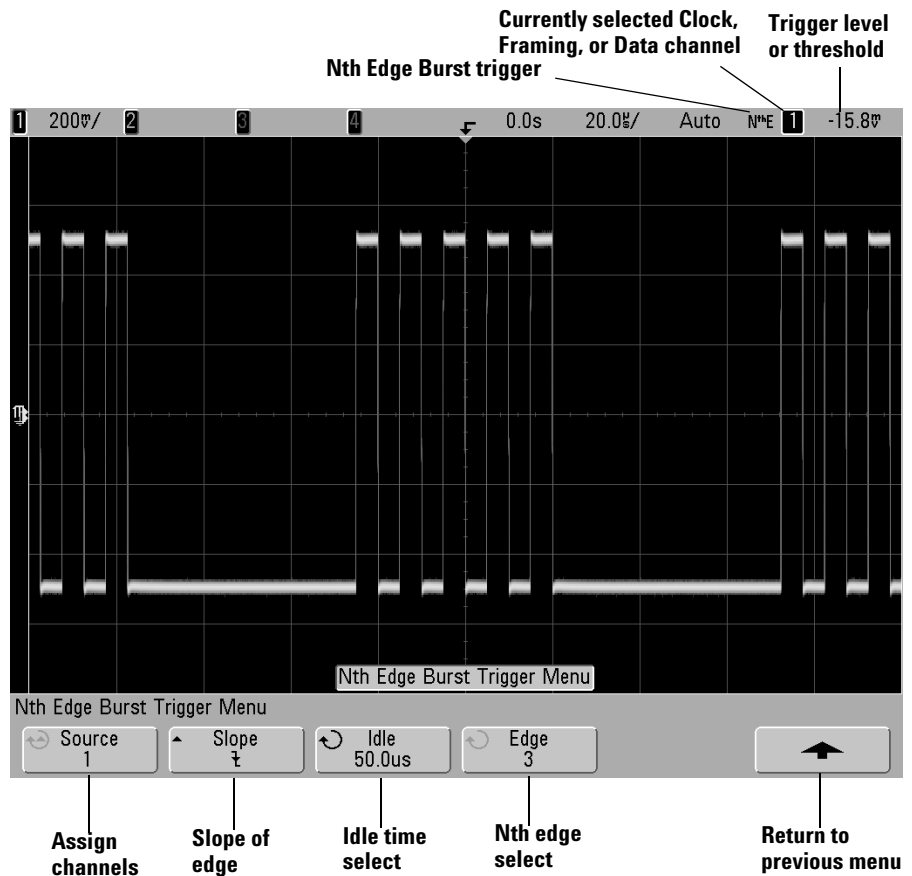 Currently selected Clock,
Framing, or Data channel
Trigger level
or threshold
Nth Edge Burst trigger
1 200mV/ 2 3 4 0.0s 20.0us/ Auto NthE 1 -15.8mV
Nth Edge Burst Trigger Menu
Nth Edge Burst Trigger Menu
Source
1
Slope
Idle
50.0us
Edge
3
Assign
channels
Slope of
edge
Idle time
select
Nth edge
select
Return to
previous menu